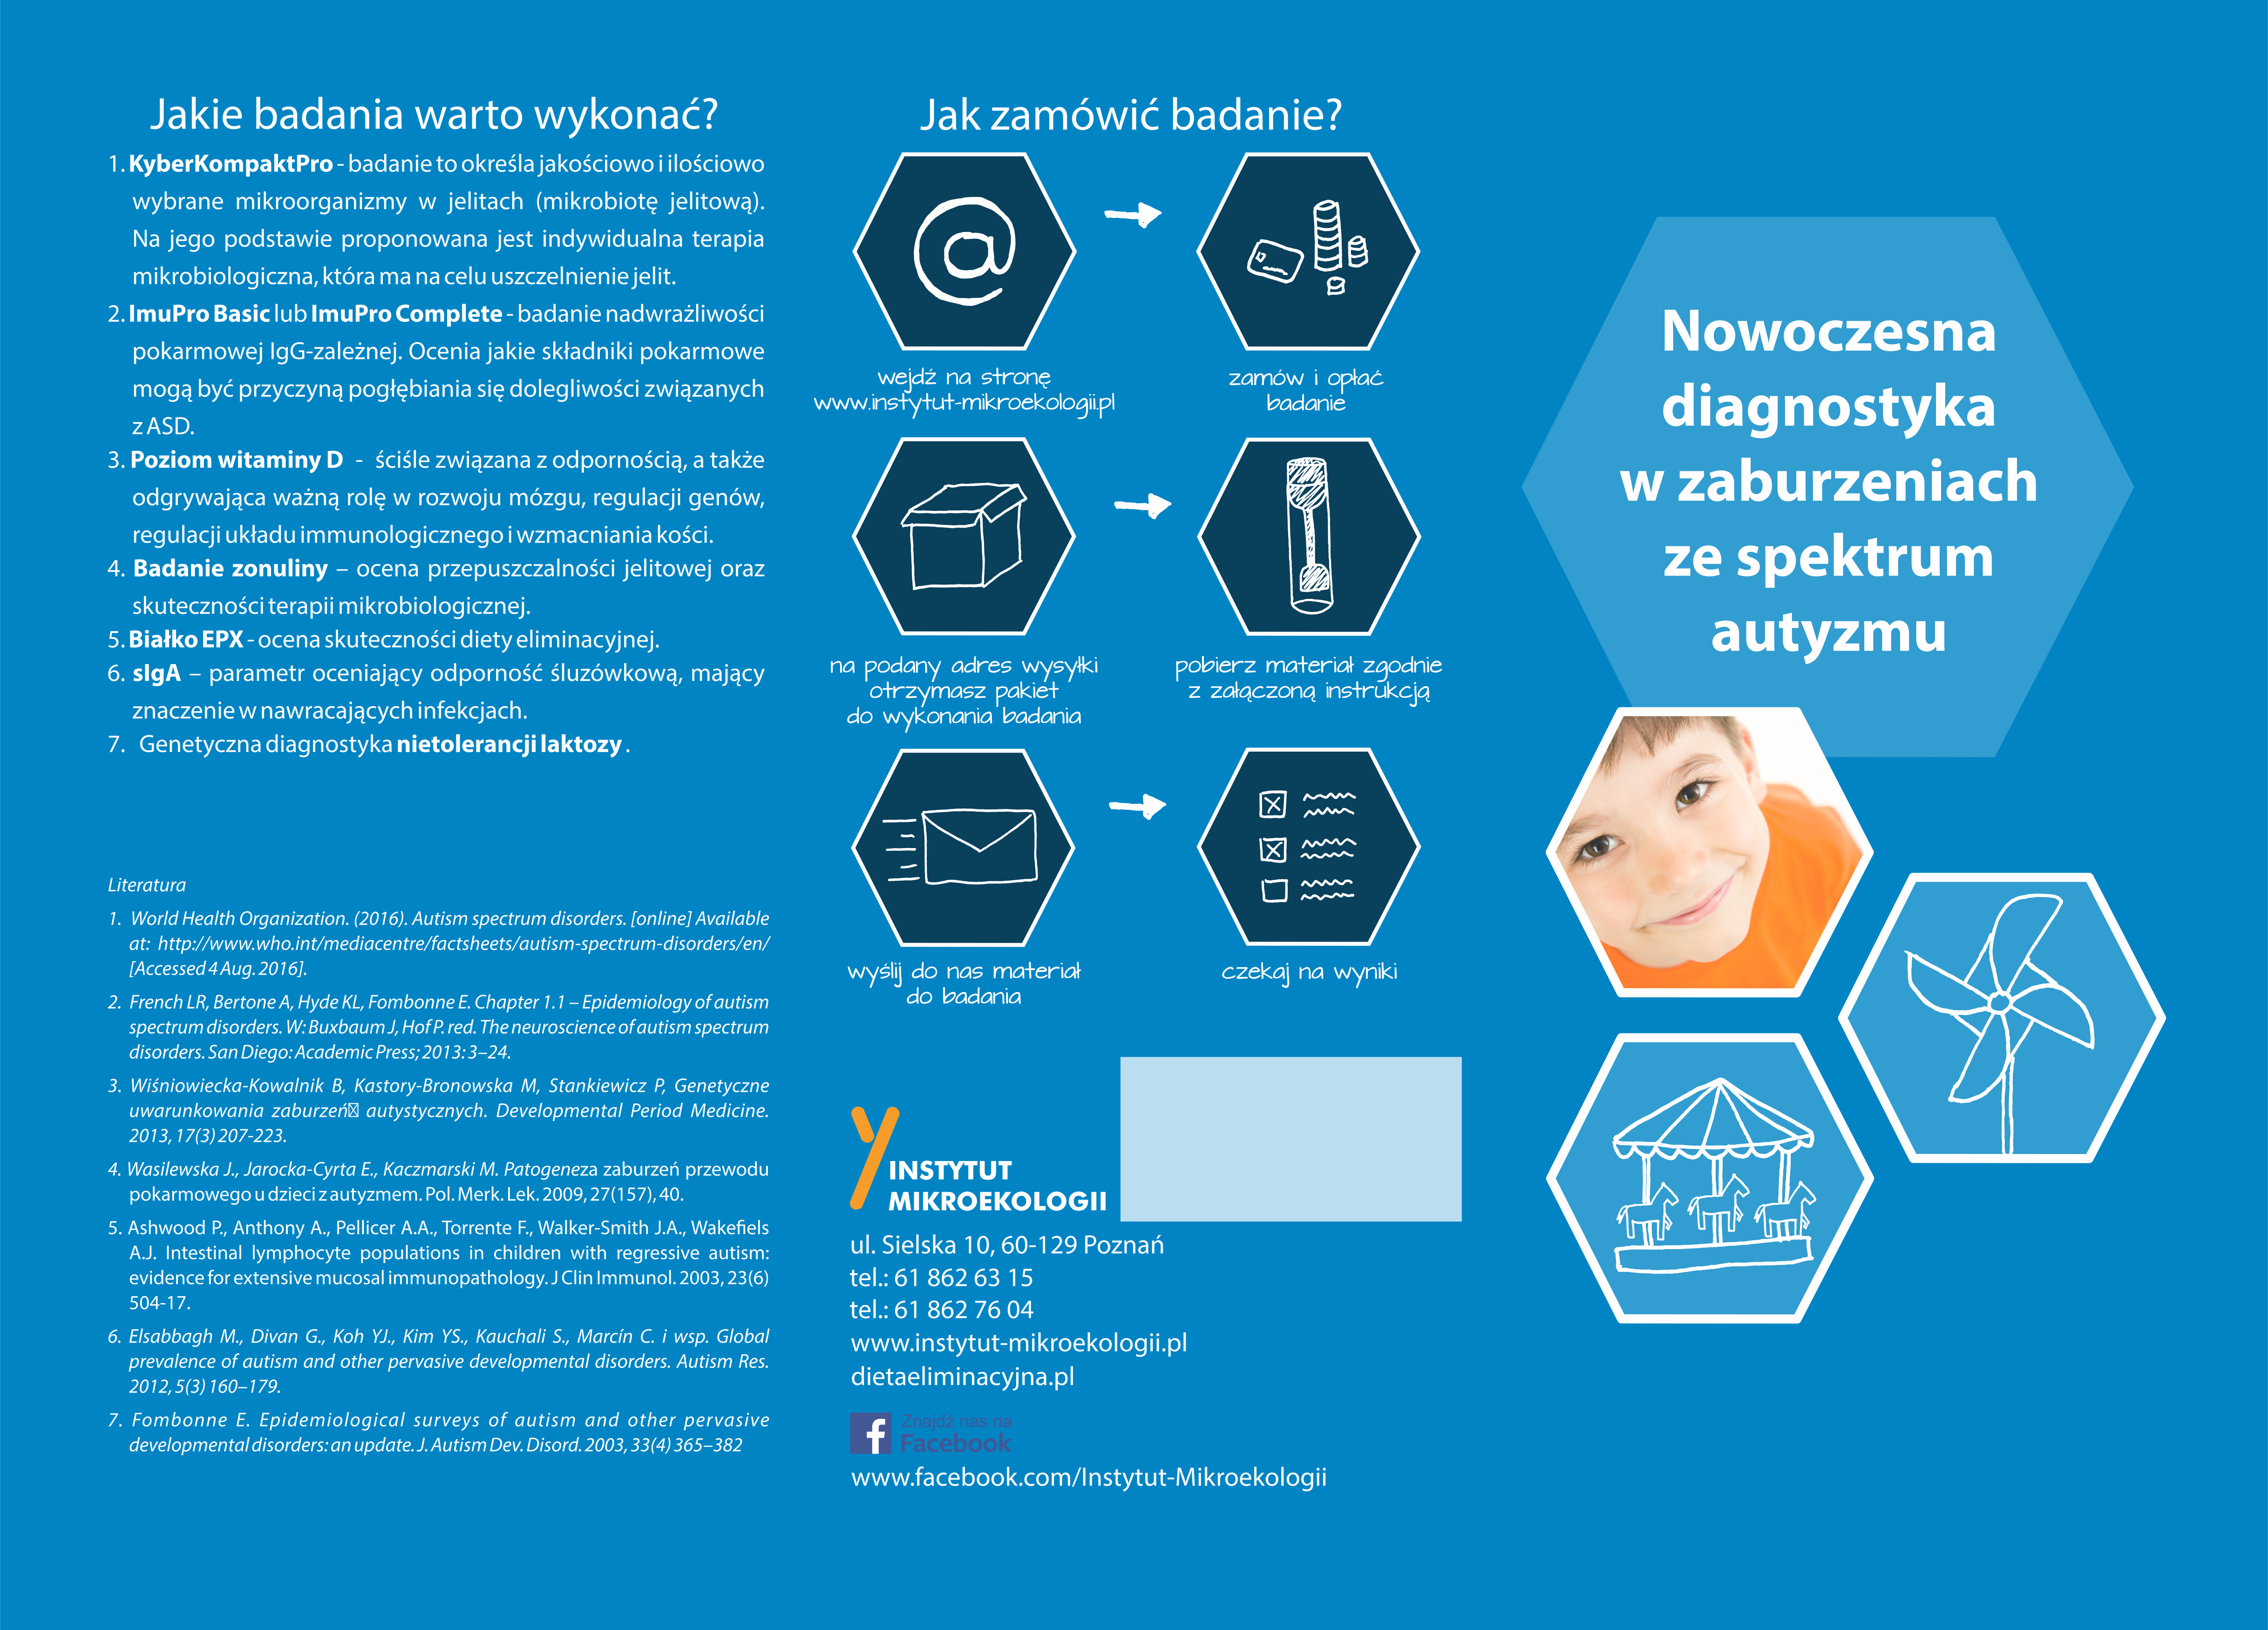 Jakie badania warto wykonać?
1. KyberKompaktPro - badanie to określa jakościowo i ilościowo
wybrane mikroorganizmy w jelitach (mikrobiotę jelitową).
Na jego podstawie proponowana jest indywidualna terapia
mikrobiologiczna, która ma na celu uszczelnienie jelit.
2. ImuPro Basic lub ImuPro Complete - badanie nadwrażliwości
pokarmowej IgG-zależnej. Ocenia jakie składniki pokarmowe
mogą być przyczyną pogłębiania się dolegliwości związanych
z ASD.
3. Poziom witaminy D - ściśle związana z odpornością, a także
odgrywająca ważną rolę w rozwoju mózgu, regulacji genów,
regulacji układu immunologicznego i wzmacniania kości.
4. Badanie zonuliny – ocena przepuszczalności jelitowej oraz
skuteczności terapii mikrobiologicznej.
5. Białko EPX - ocena skuteczności diety eliminacyjnej.
6. sIgA – parametr oceniający odporność śluzówkową, mający
znaczenie w nawracających infekcjach.
7. Genetyczna diagnostyka nietolerancji laktozy .
Literatura
1. World Health Organization. (2016). Autism spectrum disorders. [online] Available
at: http://www.who.int/mediacentre/factsheets/autism-spectrum-disorders/en/
[Accessed 4 Aug. 2016].
2. French LR, Bertone A, Hyde KL, Fombonne E. Chapter 1.1 – Epidemiology of autism
spectrum disorders. W: Buxbaum J, Hof P. red. The neuroscience of autism spectrum
disorders. San Diego: Academic Press; 2013: 3–24.
3. Wiśniowiecka-Kowalnik B, Kastory-Bronowska M, Stankiewicz P, Genetyczne
uwarunkowania zaburzeń autystycznych. Developmental Period Medicine.
2013, 17(3) 207-223.
4. Wasilewska J., Jarocka-Cyrta E., Kaczmarski M. Patogeneza zaburzeń przewodu
pokarmowego u dzieci z autyzmem. Pol. Merk. Lek. 2009, 27(157), 40.
5. Ashwood P., Anthony A., Pellicer A.A., Torrente F., Walker-Smith J.A., Wakefiels
A.J. Intestinal lymphocyte populations in children with regressive autism:
evidence for extensive mucosal immunopathology. J Clin Immunol. 2003, 23(6)
504-17.
6. Elsabbagh M., Divan G., Koh YJ., Kim YS., Kauchali S., Marcín C. i wsp. Global
prevalence of autism and other pervasive developmental disorders. Autism Res.
2012, 5(3) 160–179.
7. Fombonne E. Epidemiological surveys of autism and other pervasive
developmental disorders: an update. J. Autism Dev. Disord. 2003, 33(4) 365–382
Jak zamówić badanie?
@
wejdź na stronę
www.instytut-mikroekologii.pl
zamów i opłać
badanie
na podany adres wysyłki
otrzymasz pakiet
do wykonania badania
pobierz materiał zgodnie
z załączoną instrukcją
wyślij do nas materiał
do badania
czekaj na wyniki
INSTYTUT
MIKROEKOLOGII
ul. Sielska 10, 60-129 Poznań
tel.: 61 862 63 15
tel.: 61 862 76 04
www.instytut-mikroekologii.pl
dietaeliminacyjna.pl
f
Znajdź nas na
Facebook
www.facebook.com/Instytut-Mikroekologii
Nowoczesna
diagnostyka
w zaburzeniach
ze spektrum
autyzmu